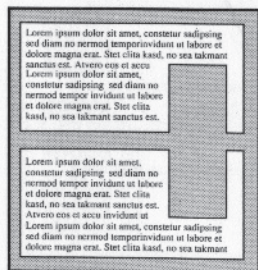 Lorem ipsum dolor sit amet, constetur sadipsing
sed diam no nermod temporinvidunt ut labore et
dolore magna erat. Stet clita kasd, no sea takmant
sanctus est. Atvero eos et accu
Lorem ipsum dolor sit amet,
constetur sadipsing sed diam no
nermod tempor invidunt ut labore
et dolore magna erat. Stet clita
kasd, no sea takmant sanctus est.
Lorem ipsum dolor sit amet,
constetur sadipsing sed diam no
nermod tempor invidunt ut labore
et dolore magna erat. Stet clita
kasd, no sea takmant sanctus est.
Atvero eos et accu invidunt ut
Lorem ipsum dolor sit amet, constetur sadipsing
sed diam no nermod temporinvidunt ut labore et
dolore magna erat. Stet clita kasd, no sea takmant